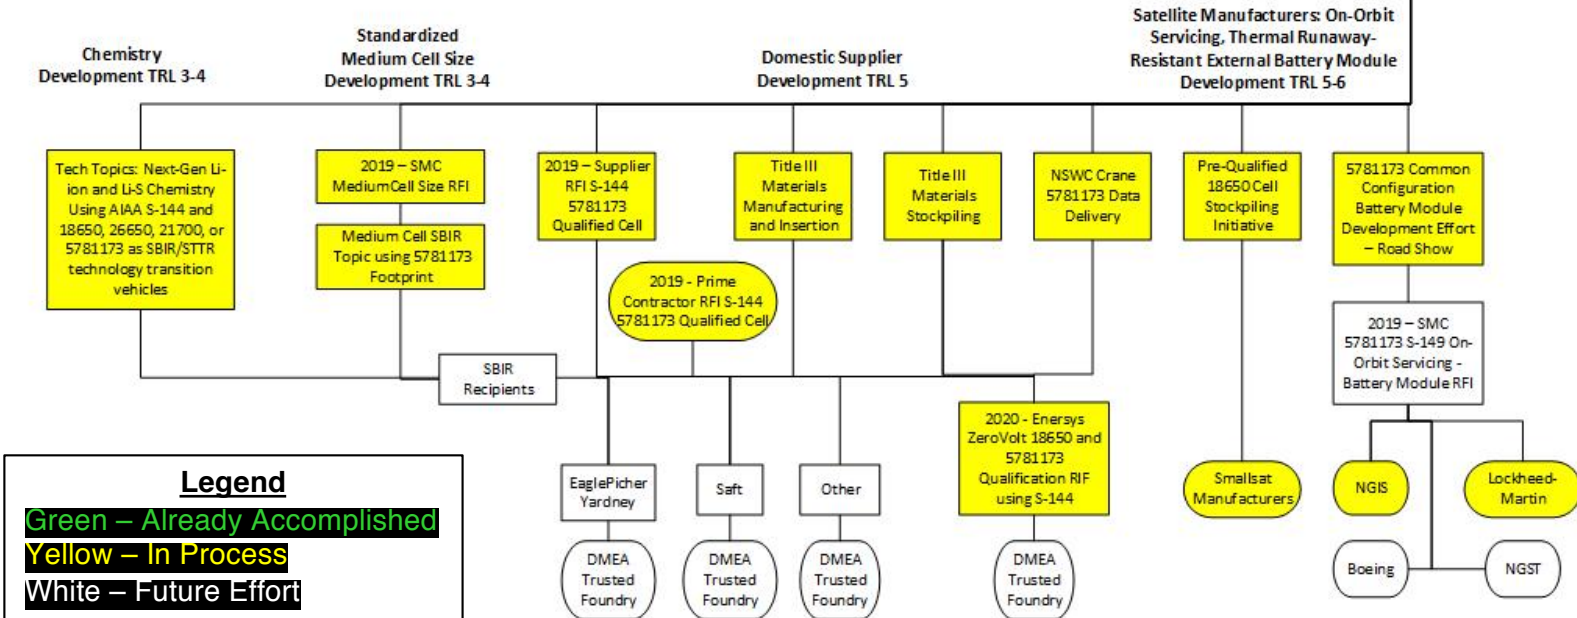 Chemistry
Development TRL 3-4
Standardized
Medium Cell Size
Development TRL 3-4
Domestic Supplier
Development TRL 5
Satellite Manufacturers: On-Orbit
Servicing, Thermal Runaway-
Resistant External Battery Module
Development TRL 5-6
Tech Topics: Next-Gen Li-
ion and Li-S Chemistry
Using AIAA S-144 and
18650, 26650, 21700, or
5781173 as SBIR/STTR
technology transition
vehicles
2019 – SMC
MediumCell Size RFI
Medium Cell SBIR
Topic using 5781173
Footprint
2019 – Supplier
RFI S-144
5781173
Qualified Cell
Title III
Materials
Manufacturing
and Insertion
Title III
Materials
Stockpiling
NSWC Crane
5781173 Data
Delivery
Pre-Qualified
18650 Cell
Stockpiling
Initiative
5781173 Common
Configuration
Battery Module
Development Effort
– Road Show
2019 - Prime
Contractor RFI S-144
5781173 Qualified Cell
2019 – SMC
5781173 S-149 On-
Orbit Servicing -
Battery Module RFI
SBIR
Recipients
2020 - Enersys
ZeroVolt 18650 and
5781173
Qualification RIF
using S-144
EaglePicher
Yardney
Saft
Other
Smallsat
Manufacturers
NGIS
Lockheed-
Martin
DMEA
Trusted
Foundry
DMEA
Trusted
Foundry
DMEA
Trusted
Foundry
DMEA
Trusted
Foundry
Boeing
NGST
Legend
Green – Already Accomplished
Yellow – In Process
White – Future Effort